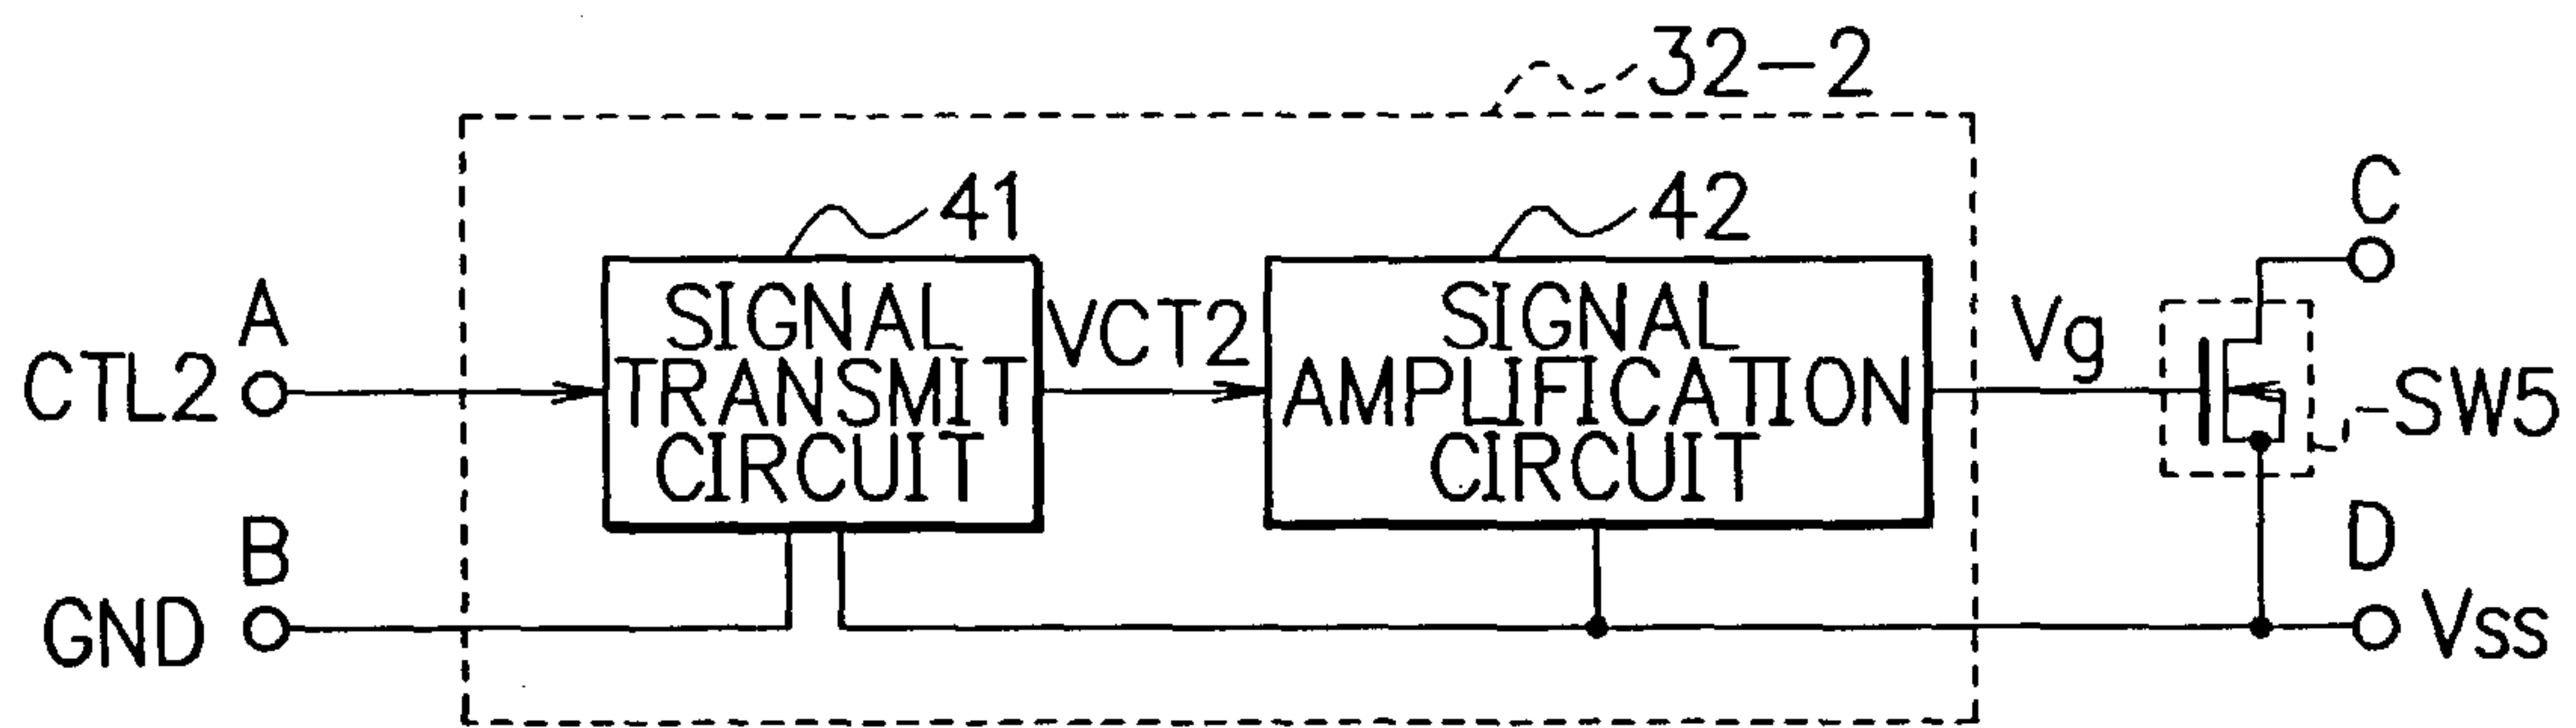 32-2
41
42
C
A
SIGNAL
TRANSMIT
CIRCUIT
VCT2
SIGNAL
AMPLIFICATION
CIRCUIT
Vg
CTL2
-SW5
B
D
GND
Vss